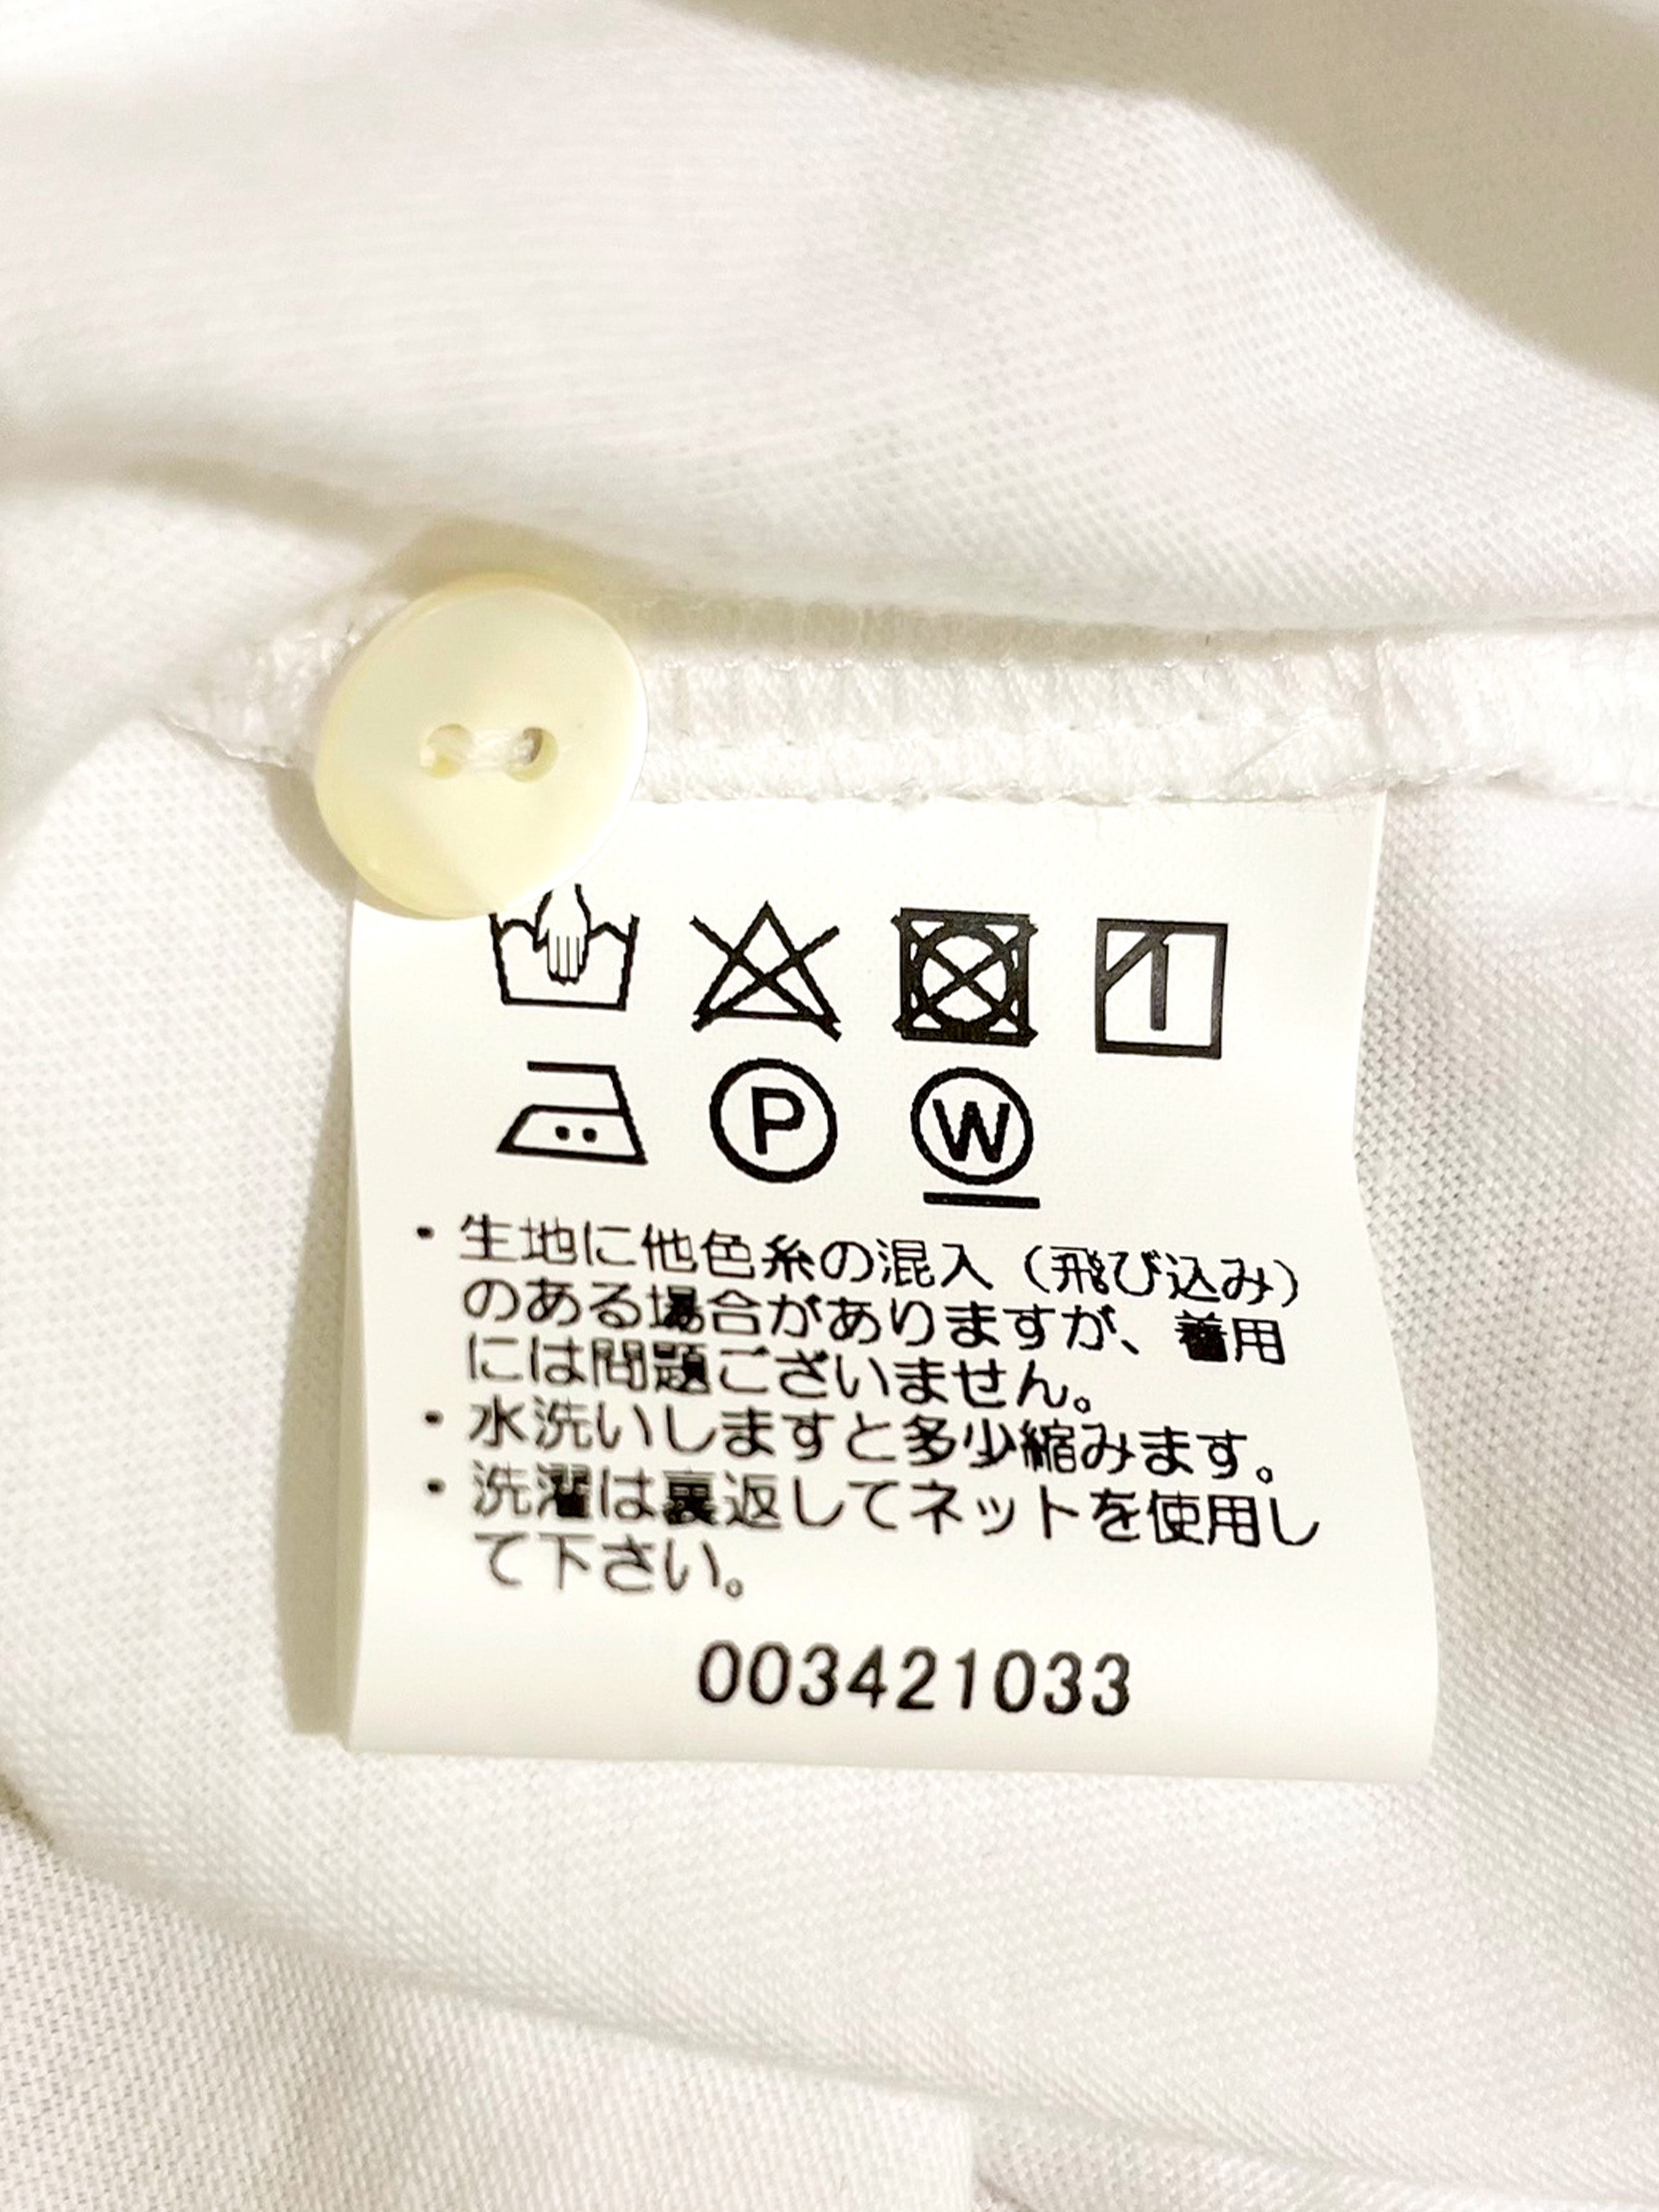 P W
・生地に他色糸の混入（飛び込み）
のある場合がありますが、着用
には問題ございません。
・水洗いしますと多少縮みます。
・洗濯は裏返してネットを使用し
て下さい。
003421033